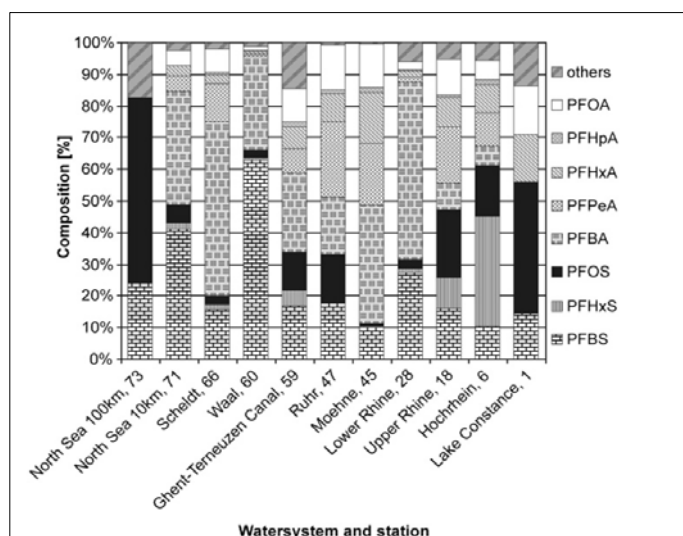 100%
90%
80%
70%
60%
50%
40%
30%
20%
10%
0%
Composition [%]
North Sea 100km, 73
North Sea 10km, 71
Scheldt, 66
Waal, 60
Ghent-Terneuzen Canal, 59
Ruhr, 47
Moehne, 45
Lower Rhine, 28
Upper Rhine, 18
Hochrhein, 6
Lake Constance, 1
Watersystem and station
others
PFOA
PFHpA
PFHxA
PFPeA
PFBA
PFOS
PFHxS
PFBS